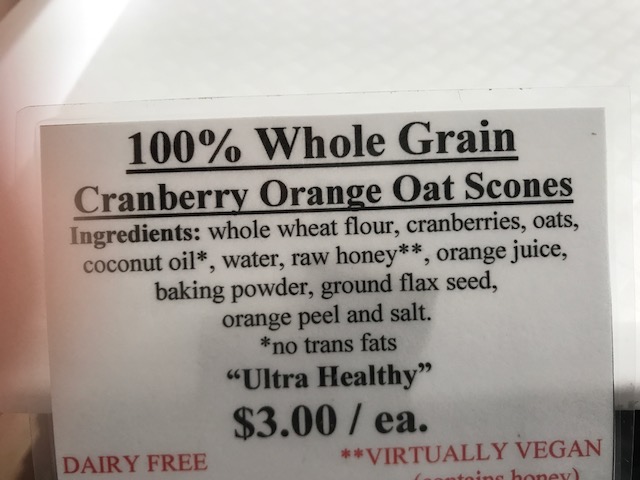 100% Whole Grain
Cranberry Orange Oat Scones
Ingredients: whole wheat flour, cranberries, oats,
coconut oil*, water, raw honey**, orange juice,
baking powder, ground flax seed,
orange peel and salt.
*no trans fats
“Ultra Healthy”
$3.00 / ea.
DAIRY FREE
**VIRTUALLY VEGAN
(contains honey)